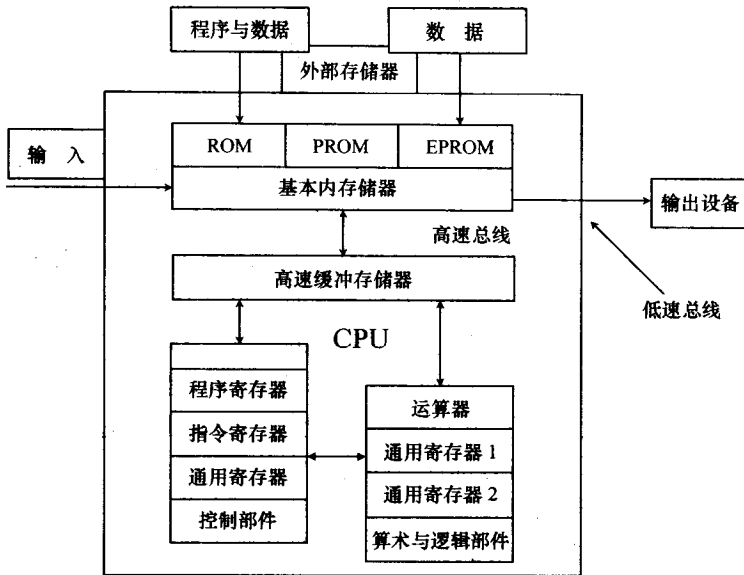 程序与数据
数 据
外部存储器
输 入
ROM
PROM
EPROM
基本内存储器
输出设备
高速总线
高速缓冲存储器
低速总线
CPU
程序寄存器
指令寄存器
通用寄存器
控制部件
运算器
通用寄存器 1
通用寄存器 2
算术与逻辑部件